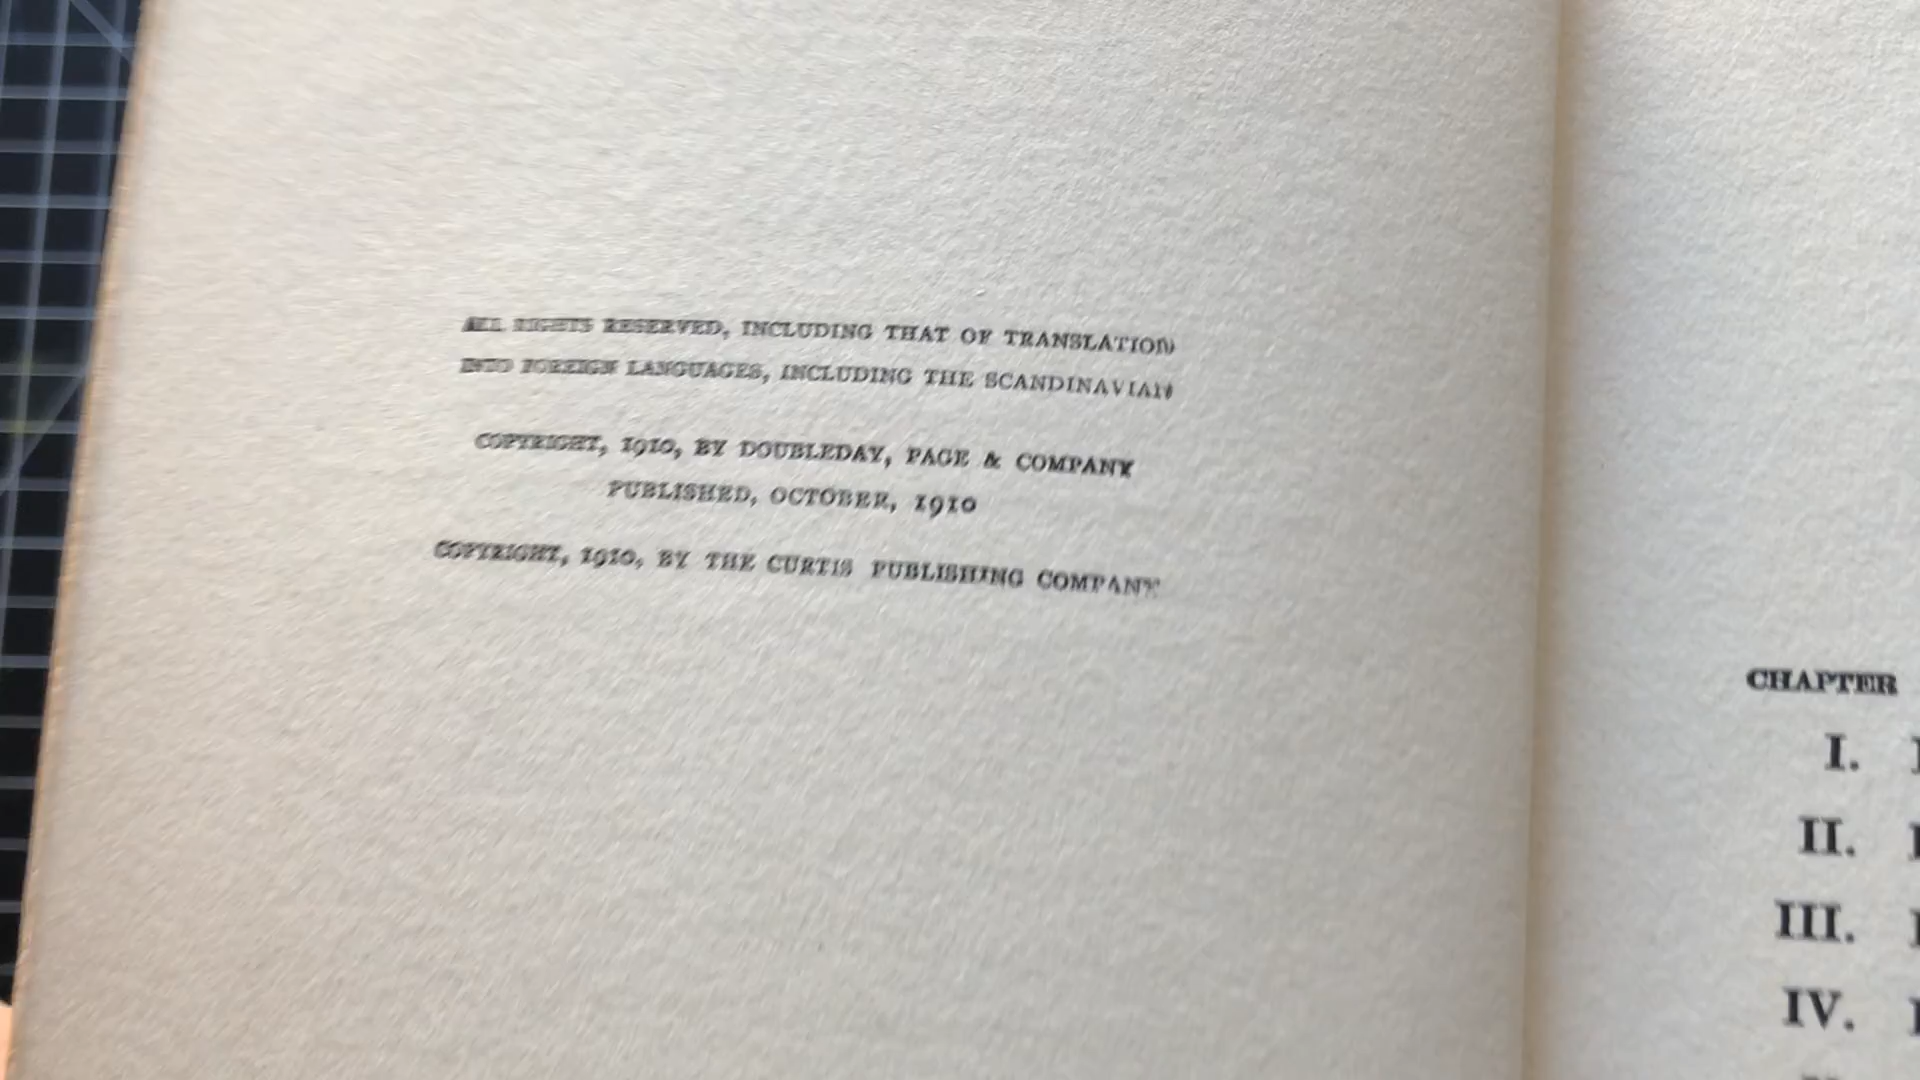 ALL RIGHTS RESERVED, INCLUDING THAT OF TRANSLATION
INTO FOREIGN LANGUAGES, INCLUDING THE SCANDINAVIAN
COPYRIGHT, 1910, BY DOUBLEDAY, PAGE & COMPANY
PUBLISHED, OCTOBER, 1910
COPYRIGHT, 1910, BY THE CURTIS PUBLISHING COMPANY
CHAPTER
I.
II.
III.
IV.